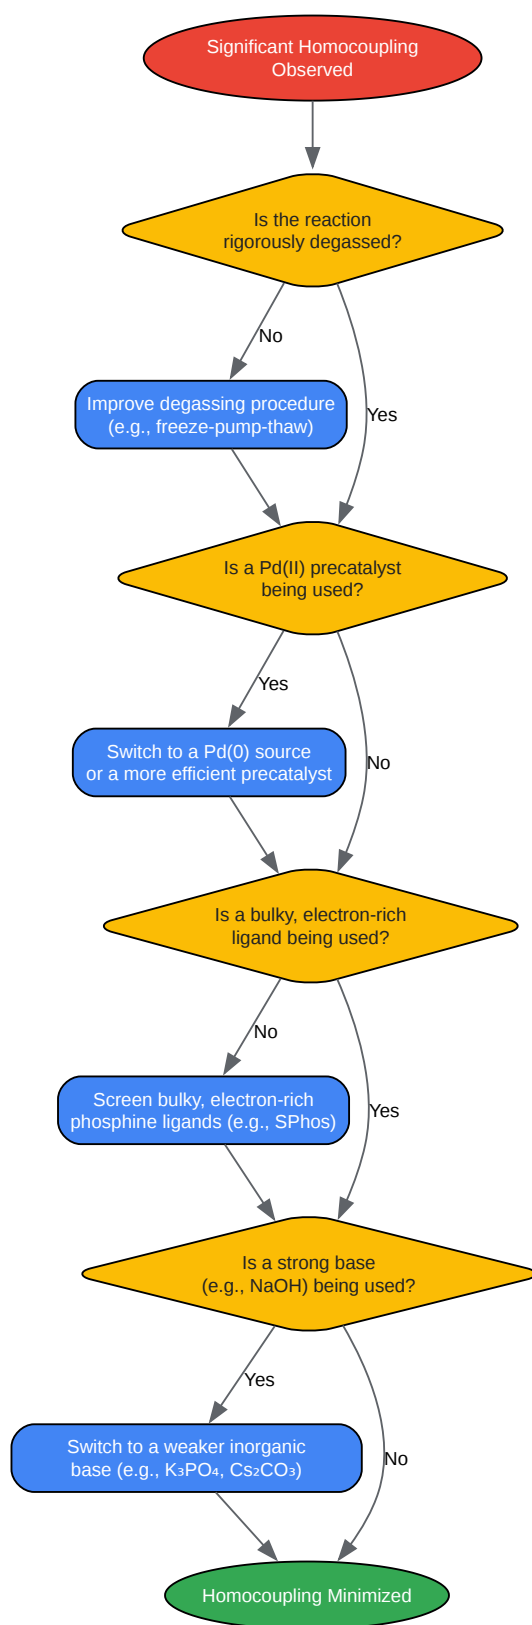 Significant Homocoupling
Observed
Is the reaction
rigorously degassed?
No
Improve degassing procedure
(e.g., freeze-pump-thaw)
Yes
Is a Pd(II) precatalyst
being used?
Yes
Switch to a Pd(0) source
or a more efficient precatalyst
No
Is a bulky, electron-rich
ligand being used?
No
Screen bulky, electron-rich
phosphine ligands (e.g., SPhos)
Yes
Is a strong base
(e.g., NaOH) being used?
Yes
Switch to a weaker inorganic
base (e.g., K₃PO₄, Cs₂CO₃)
No
Homocoupling Minimized